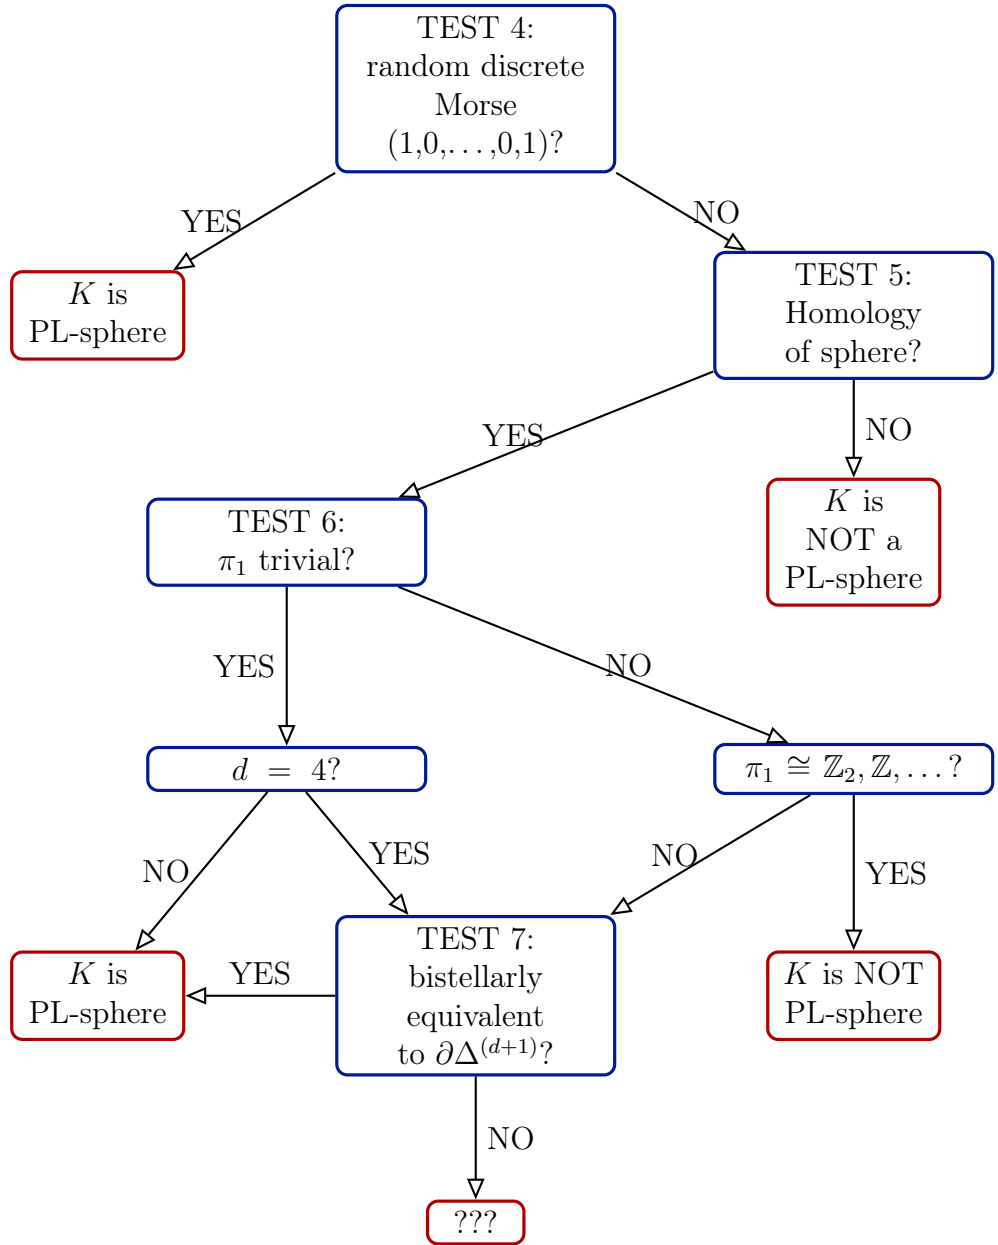 TEST 4:
random discrete
Morse
(1,0,…,0,1)?
YES
NO
K is
PL-sphere
TEST 5:
Homology
of sphere?
YES
NO
K is
NOT a
PL-sphere
TEST 6:
π₁ trivial?
YES
NO
d = 4?
π₁ ≅ ℤ₂, ℤ, …?
NO
YES
NO
YES
K is
PL-sphere
YES
TEST 7:
bistellarly
equivalent
to ∂Δ⁽ᵈ⁺¹⁾?
K is NOT
PL-sphere
NO
???